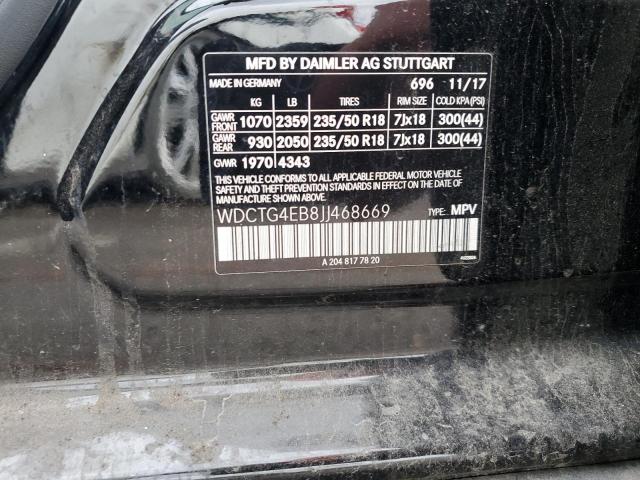 MFD BY DAIMLER AG STUTTGART
MADE IN GERMANY 696 11/17
KG LB TIRES RIM SIZE COLD KPA (PSI)
GAWR FRONT 1070 2359 235/50 R18 7Jx18 300(44)
GAWR REAR 930 2050 235/50 R18 7Jx18 300(44)
GWR 1970 4343
THIS VEHICLE CONFORMS TO ALL APPLICABLE FEDERAL MOTOR VEHICLE
SAFETY, BUMPER, AND THEFT PREVENTION STANDARDS IN EFFECT ON THE DATE
OF MANUFACTURE SHOWN ABOVE.
WDCTG4EB8JJ468669 TYPE: MPV
A 204 817 78 20